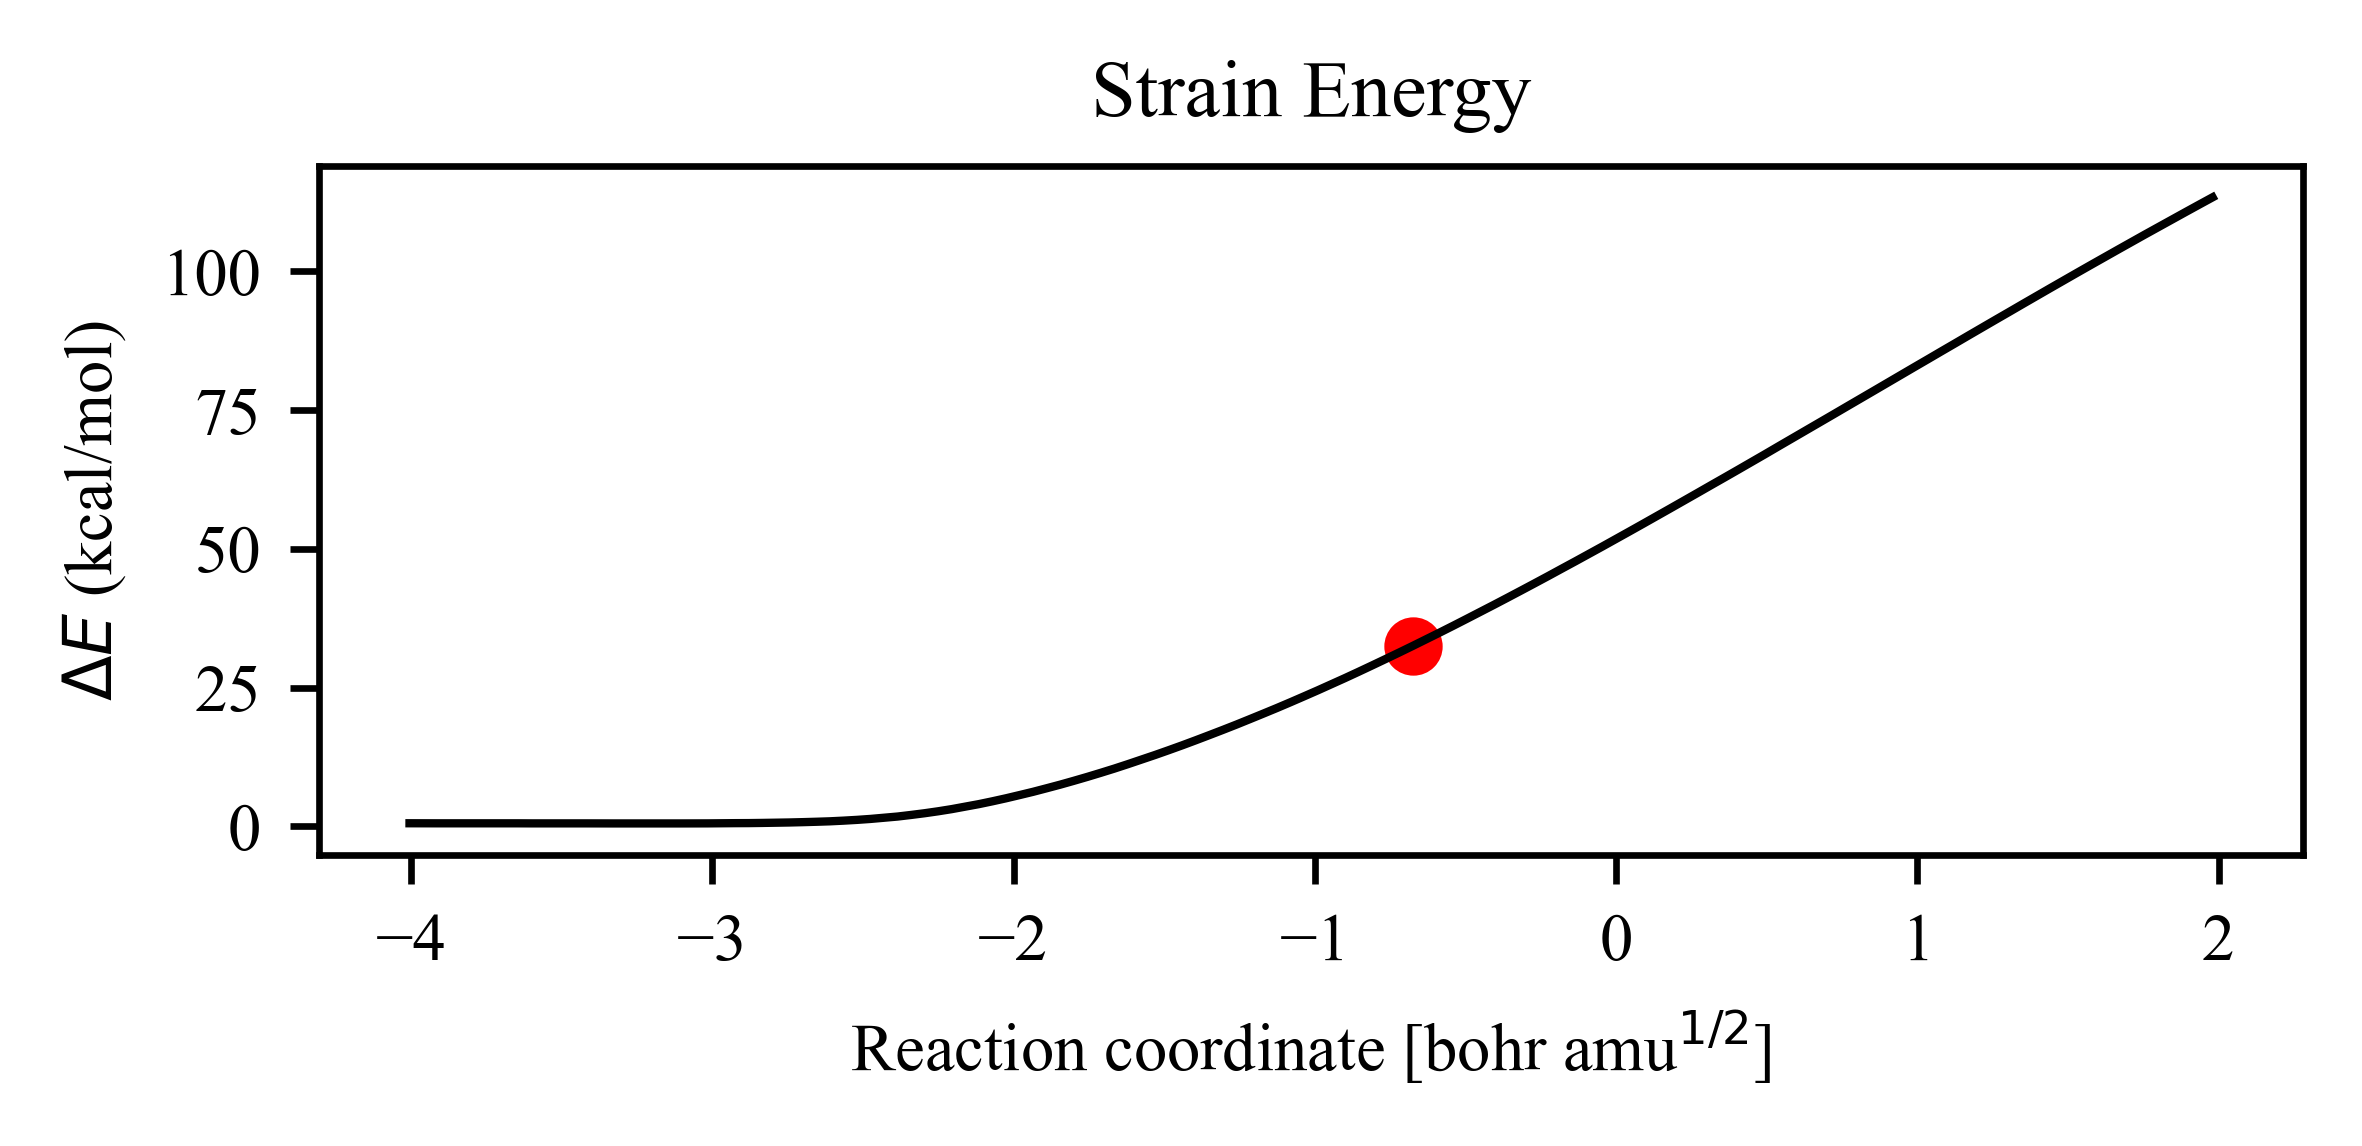 Strain Energy
ΔE (kcal/mol)
100
75
50
25
0
−4 −3 −2 −1 0 1 2
Reaction coordinate [bohr amu^1/2]